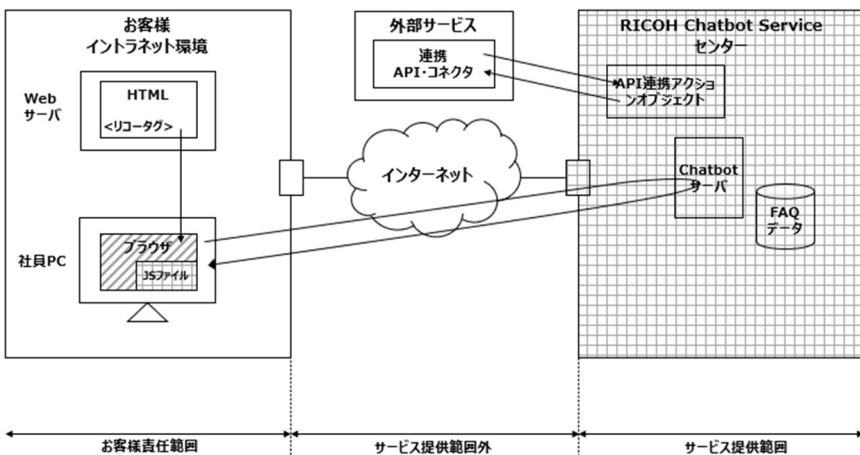 お客様
イントラネット環境
Web
サーバ
HTML
<リコータグ>
社員PC
ブラウザ
JSファイル
外部サービス
連携
API・コネクタ
インターネット
RICOH Chatbot Service
センター
API連携アクショ
ンオブジェクト
Chatbot
サーバ
FAQ
データ
お客様責任範囲
サービス提供範囲外
サービス提供範囲